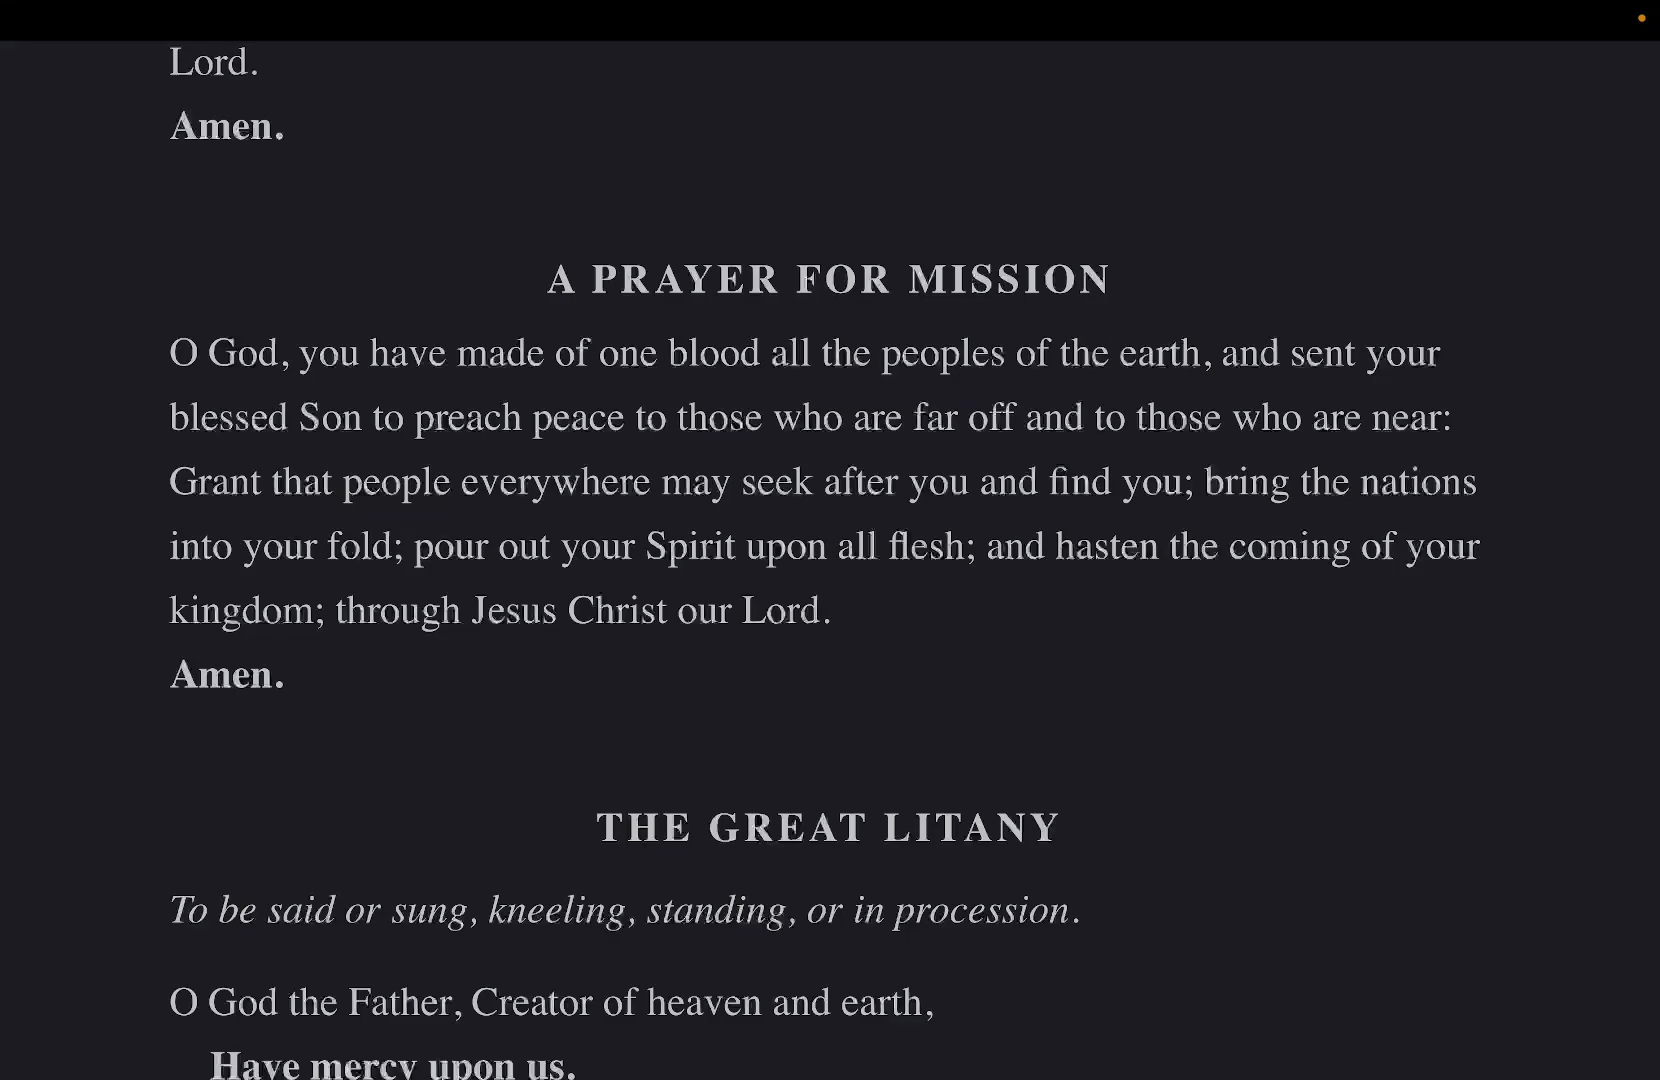 Lord.
Amen.
A PRAYER FOR MISSION
O God, you have made of one blood all the peoples of the earth, and sent your
blessed Son to preach peace to those who are far off and to those who are near:
Grant that people everywhere may seek after you and find you; bring the nations
into your fold; pour out your Spirit upon all flesh; and hasten the coming of your
kingdom; through Jesus Christ our Lord.
Amen.
THE GREAT LITANY
To be said or sung, kneeling, standing, or in procession.
O God the Father, Creator of heaven and earth,
Have mercy upon us.